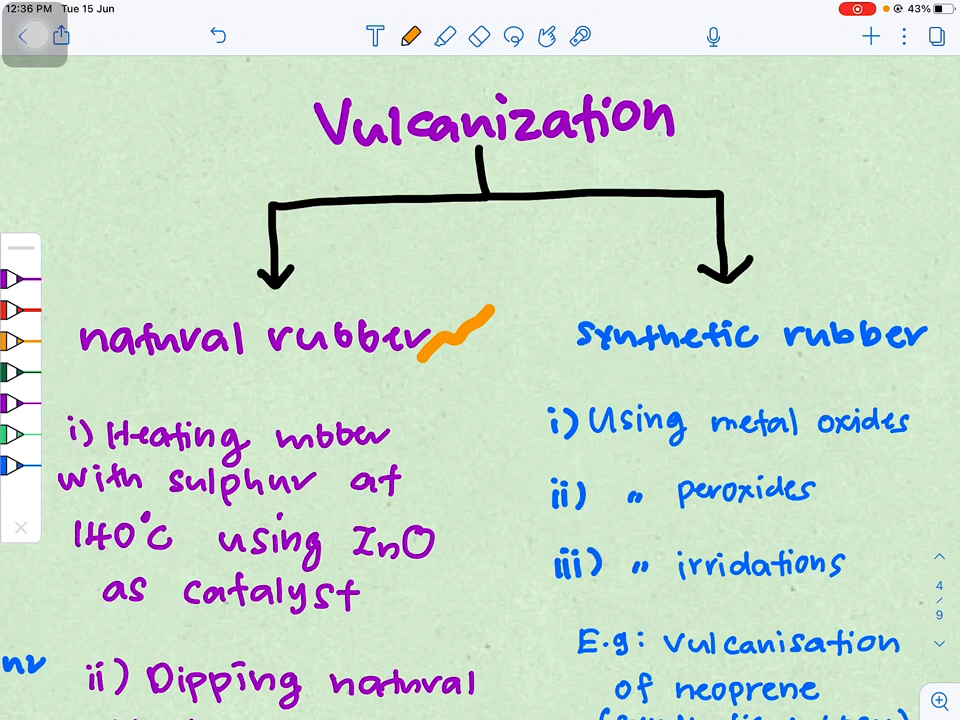 12:36 PM Tue 15 Jun
43%
Vulcanization
natural rubber
synthetic rubber
i) Heating rubber
with sulphur at
140°C using ZnO
as catalyst
ii) Dipping natural
i) Using metal oxides
ii) " peroxides
iii) " irridations
E.g: Vulcanisation
of neoprene
4
/
9